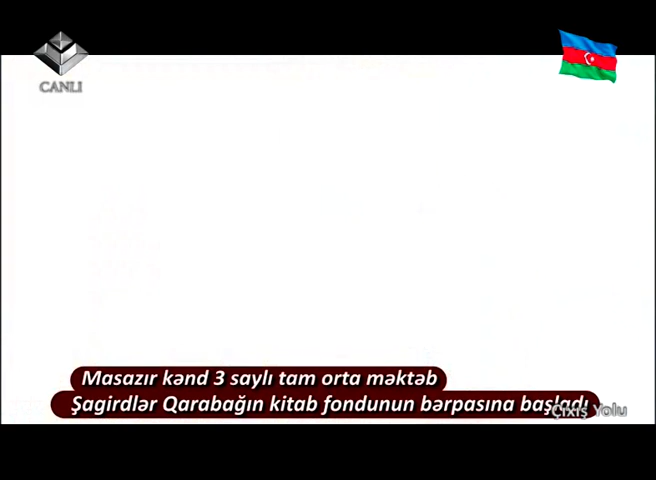 CANLI
Masazır kənd 3 saylı tam orta məktəb
Şagirdlər Qarabağın kitab fondunun bərpasına başladı
Çıxış Yolu